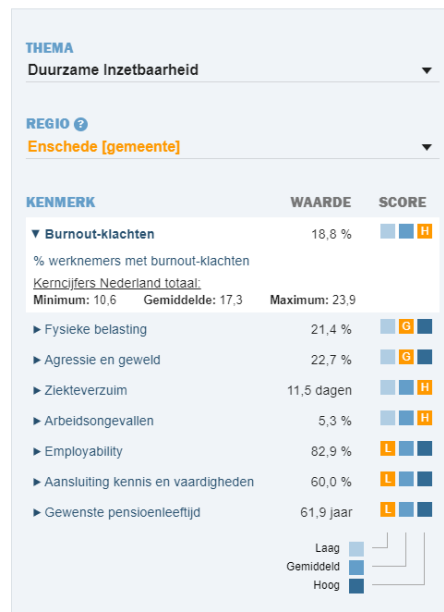 THEMA
Duurzame Inzetbaarheid
REGIO ?
Enschede [gemeente]
KENMERK WAARDE SCORE
▼ Burnout-klachten 18,8 % H
% werknemers met burnout-klachten
Kerncijfers Nederland totaal:
Minimum: 10,6 Gemiddelde: 17,3 Maximum: 23,9
► Fysieke belasting 21,4 % G
► Agressie en geweld 22,7 % G
► Ziekteverzuim 11,5 dagen H
► Arbeidsongevallen 5,3 % H
► Employability 82,9 % L
► Aansluiting kennis en vaardigheden 60,0 % L
► Gewenste pensioenleeftijd 61,9 jaar L
Laag
Gemiddeld
Hoog